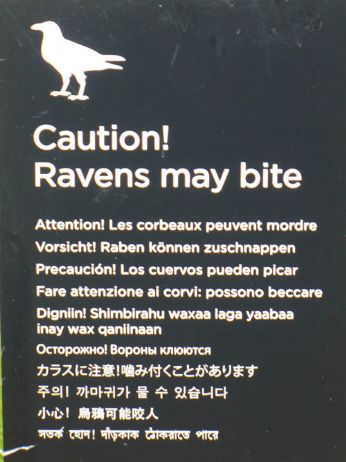 Caution!
Ravens may bite
Attention! Les corbeaux peuvent mordre
Vorsicht! Raben können zuschnappen
Precaución! Los cuervos pueden picar
Fare attenzione ai corvi: possono beccare
Digniin! Shimbirahu waxaa laga yaabaa
inay wax qaniinaan
Осторожно! Вороны клюются
カラスに注意!噛み付くことがあります
주의! 까마귀가 물 수 있습니다
小心! 烏鴉可能咬人
সতর্ক হোন! দাঁড়কাক ঠোকরাতে পারে